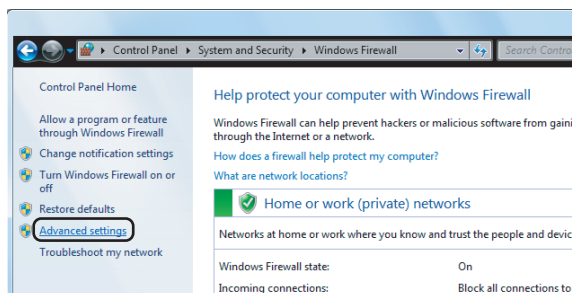 Control Panel ▸ System and Security ▸ Windows Firewall
Search Contro
Control Panel Home
Allow a program or feature
through Windows Firewall
Change notification settings
Turn Windows Firewall on or
off
Restore defaults
Advanced settings
Troubleshoot my network
Help protect your computer with Windows Firewall
Windows Firewall can help prevent hackers or malicious software from gaini
through the Internet or a network.
How does a firewall help protect my computer?
What are network locations?
Home or work (private) networks
Networks at home or work where you know and trust the people and devic
Windows Firewall state: On
Incoming connections: Block all connections to